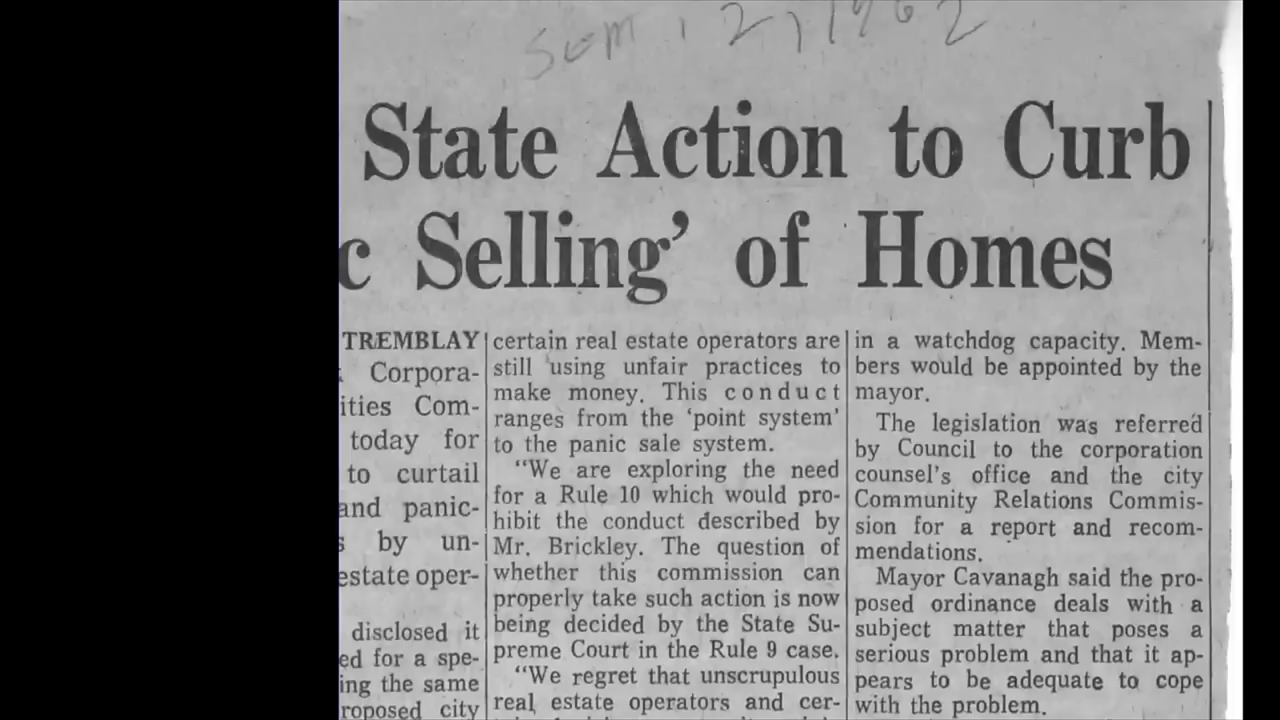 2, 1962
State Action to Curb
c Selling' of Homes
TREMBLAY
Corpora-
ities Com-
today for
to curtail
and panic-
s by un-
estate oper-
disclosed it
ed for a spe-
ing the same
roposed city
certain real estate operators are
still using unfair practices to
make money. This conduct
ranges from the 'point system'
to the panic sale system.
"We are exploring the need
for a Rule 10 which would pro-
hibit the conduct described by
Mr. Brickley. The question of
whether this commission can
properly take such action is now
being decided by the State Su-
preme Court in the Rule 9 case.
"We regret that unscrupulous
real estate operators and cer-
in a watchdog capacity. Mem-
bers would be appointed by the
mayor.
The legislation was referred
by Council to the corporation
counsel's office and the city
Community Relations Commis-
sion for a report and recom-
mendations.
Mayor Cavanagh said the pro-
posed ordinance deals with a
subject matter that poses a
serious problem and that it ap-
pears to be adequate to cope
with the problem.